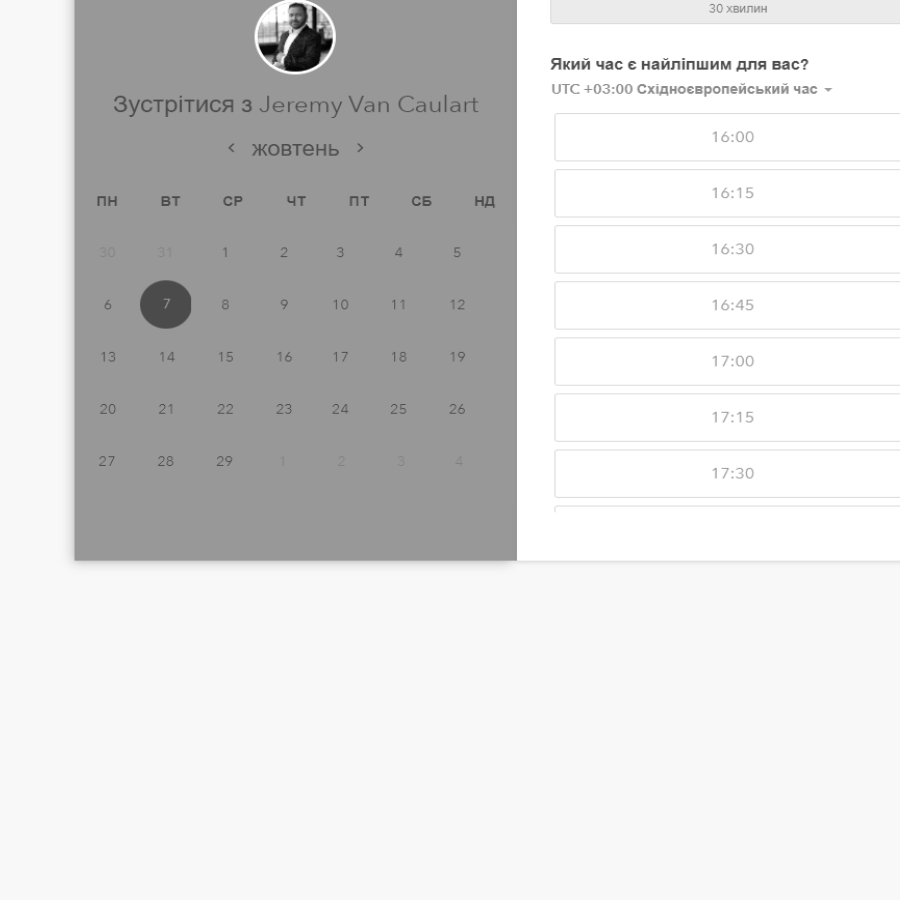 Зустрітися з Jeremy Van Caulart
< жовтень >
ПН ВТ СР ЧТ ПТ СБ НД
30 31 1 2 3 4 5
6 7 8 9 10 11 12
13 14 15 16 17 18 19
20 21 22 23 24 25 26
27 28 29 1 2 3 4
30 хвилин
Який час є найліпшим для вас?
UTC +03:00 Східноєвропейський час
16:00
16:15
16:30
16:45
17:00
17:15
17:30